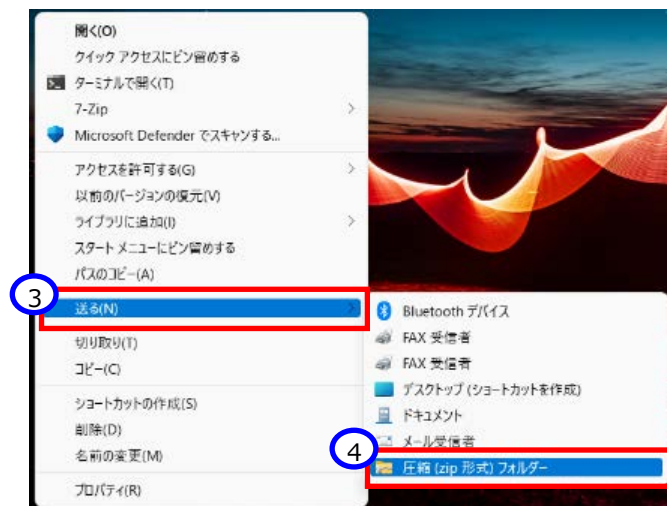 開く(O)
クイック アクセスにピン留めする
ターミナルで開く(T)
7-Zip
Microsoft Defender でスキャンする...
アクセスを許可する(G)
以前のバージョンの復元(V)
ライブラリに追加(I)
スタート メニューにピン留めする
パスのコピー(A)
3
送る(N)
切り取り(T)
コピー(C)
ショートカットの作成(S)
削除(D)
名前の変更(M)
プロパティ(R)
Bluetooth デバイス
FAX 受信者
FAX 受信者
デスクトップ (ショートカットを作成)
ドキュメント
メール受信者
4
圧縮 (zip 形式) フォルダー